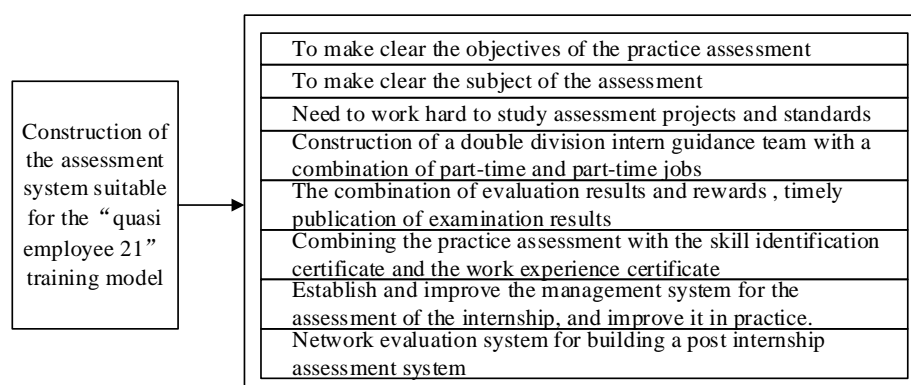 Construction of
the assessment
system suitable
for the “quasi
employee 21”
training model
To make clear the objectives of the practice assessment
To make clear the subject of the assessment
Need to work hard to study assessment projects and standards
Construction of a double division intern guidance team with a
combination of part-time and part-time jobs
The combination of evaluation results and rewards , timely
publication of examination results
Combining the practice assessment with the skill identification
certificate and the work experience certificate
Establish and improve the management system for the
assessment of the internship, and improve it in practice.
Network evaluation system for building a post internship
assessment system